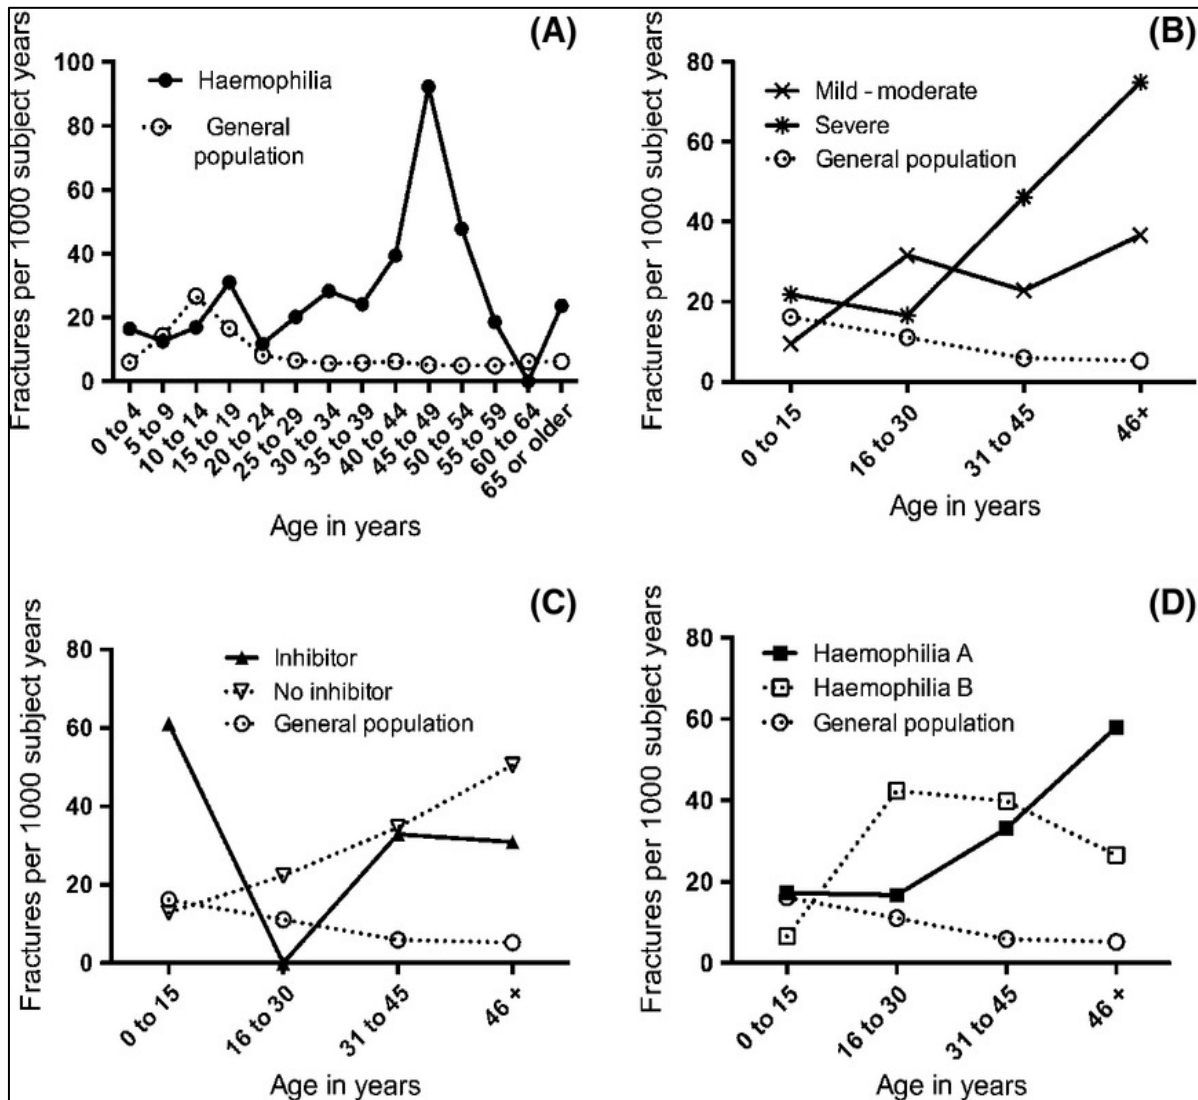 (A)
Fractures per 1000 subject years
100
80
60
40
20
0
Haemophilia
General
population
0 to 4
5 to 9
10 to 14
15 to 19
20 to 24
25 to 29
30 to 34
35 to 39
40 to 44
45 to 49
50 to 54
55 to 59
60 to 64
65 or older
Age in years
(B)
Fractures per 1000 subject years
80
60
40
20
0
Mild - moderate
Severe
General population
0 to 15
16 to 30
31 to 45
46+
Age in years
(C)
Fractures per 1000 subject years
80
60
40
20
0
Inhibitor
No inhibitor
General population
0 to 15
16 to 30
31 to 45
46 +
Age in years
(D)
Fractures per 1000 subject years
80
60
40
20
0
Haemophilia A
Haemophilia B
General population
0 to 15
16 to 30
31 to 45
46 +
Age in years